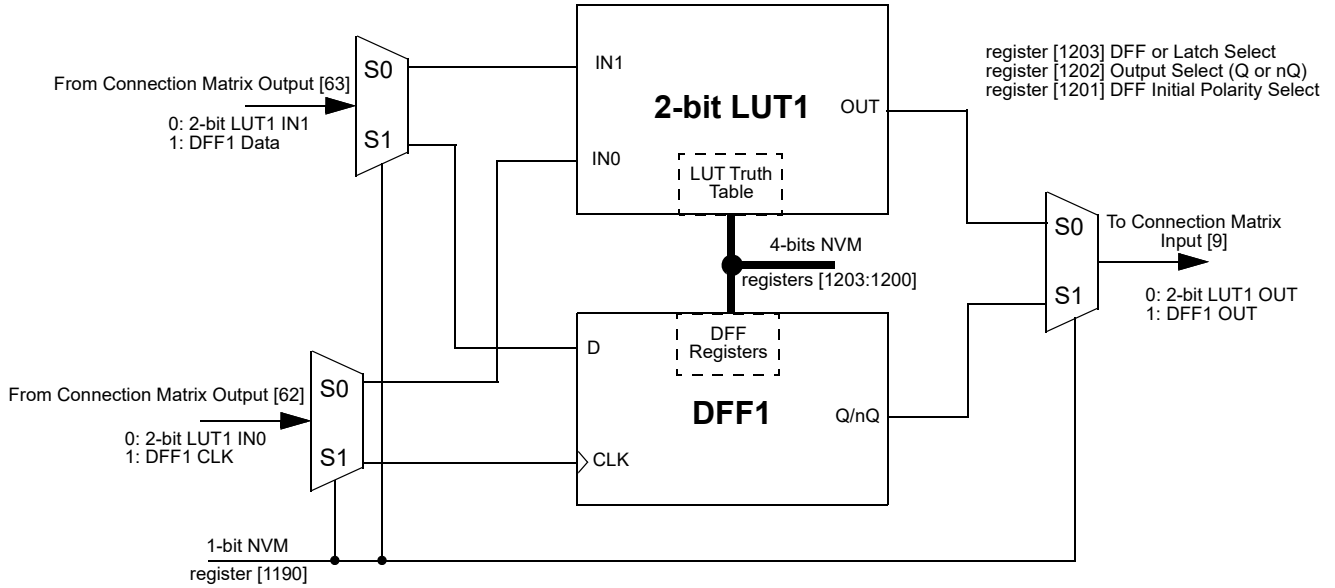 register [1203] DFF or Latch Select
register [1202] Output Select (Q or nQ)
register [1201] DFF Initial Polarity Select
From Connection Matrix Output [63]
0: 2-bit LUT1 IN1
1: DFF1 Data
S0
S1
IN1
IN0
2-bit LUT1
OUT
LUT Truth
Table
4-bits NVM
registers [1203:1200]
S0
S1
To Connection Matrix
Input [9]
0: 2-bit LUT1 OUT
1: DFF1 OUT
From Connection Matrix Output [62]
0: 2-bit LUT1 IN0
1: DFF1 CLK
S0
S1
D
CLK
DFF
Registers
DFF1
Q/nQ
1-bit NVM
register [1190]